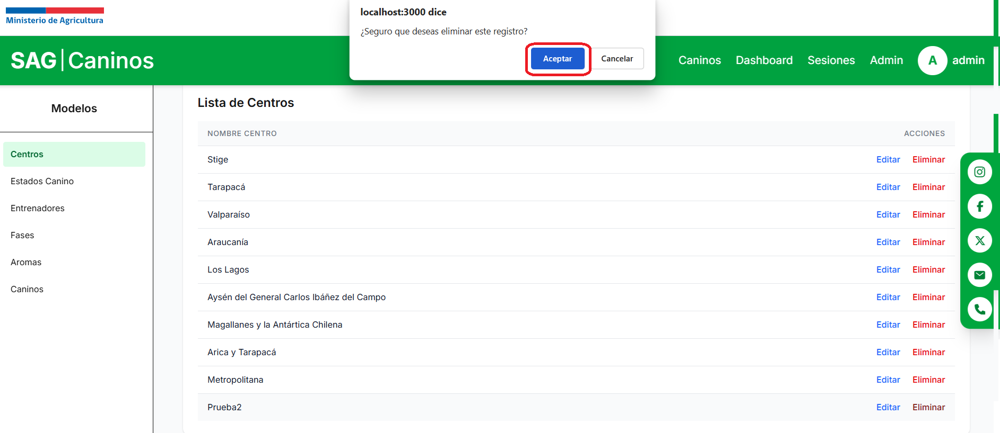 Ministerio de Agricultura
localhost:3000 dice
¿Seguro que deseas eliminar este registro?
Aceptar Cancelar
SAG|Caninos
Caninos Dashboard Sesiones Admin A admin
Modelos
Centros
Estados Canino
Entrenadores
Fases
Aromas
Caninos
Lista de Centros
NOMBRE CENTRO ACCIONES
Stige Editar Eliminar
Tarapacá Editar Eliminar
Valparaíso Editar Eliminar
Araucanía Editar Eliminar
Los Lagos Editar Eliminar
Aysén del General Carlos Ibáñez del Campo Editar Eliminar
Magallanes y la Antártica Chilena Editar Eliminar
Arica y Tarapacá Editar Eliminar
Metropolitana Editar Eliminar
Prueba2 Editar Eliminar